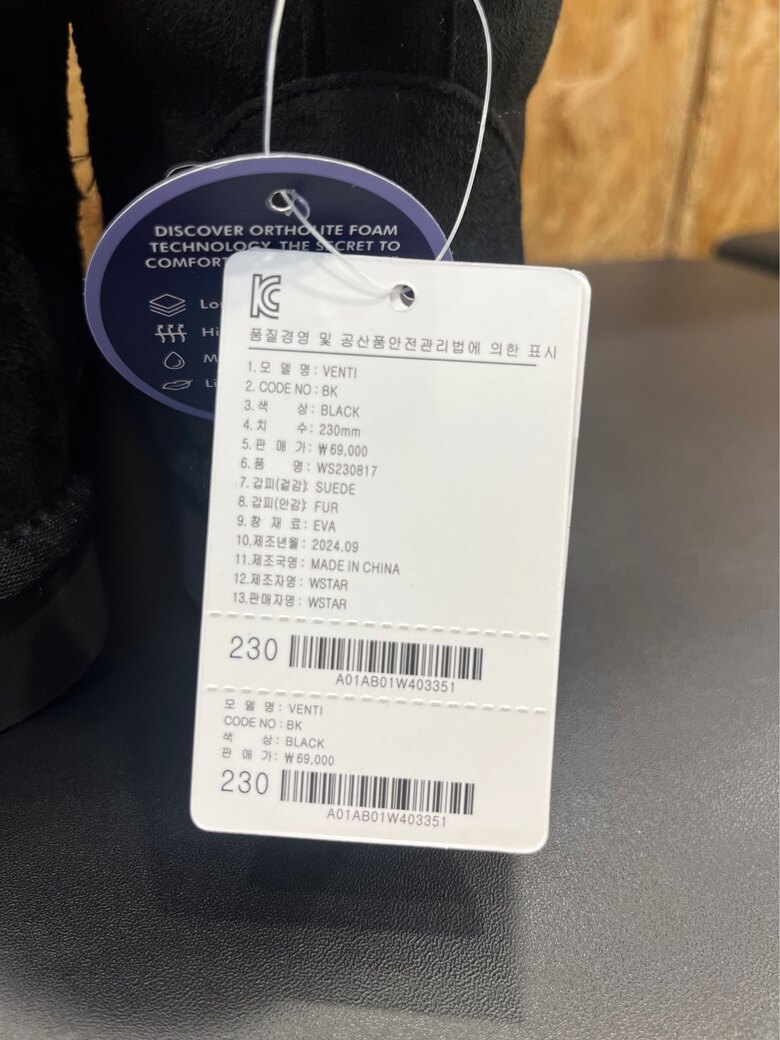 DISCOVER ORTHOLITE FOAM
TECHNOLOGY, THE SECRET TO
COMFORT
KC
품질경영 및 공산품안전관리법에 의한 표시
1.모 델 명: VENTI
2. CODE NO : BK
3.색 상: BLACK
4.치 수: 230mm
5.판 매 가: ₩69,000
6.품 명: WS230817
7.갑피(겉감): SUEDE
8.갑피(안감): FUR
9.창 재 료: EVA
10.제조년월: 2024.09
11.제조국명: MADE IN CHINA
12.제조자명: WSTAR
13.판매자명: WSTAR
230
A01AB01W403351
모 델 명: VENTI
CODE NO : BK
색 상: BLACK
판 매 가: ₩69,000
230
A01AB01W403351